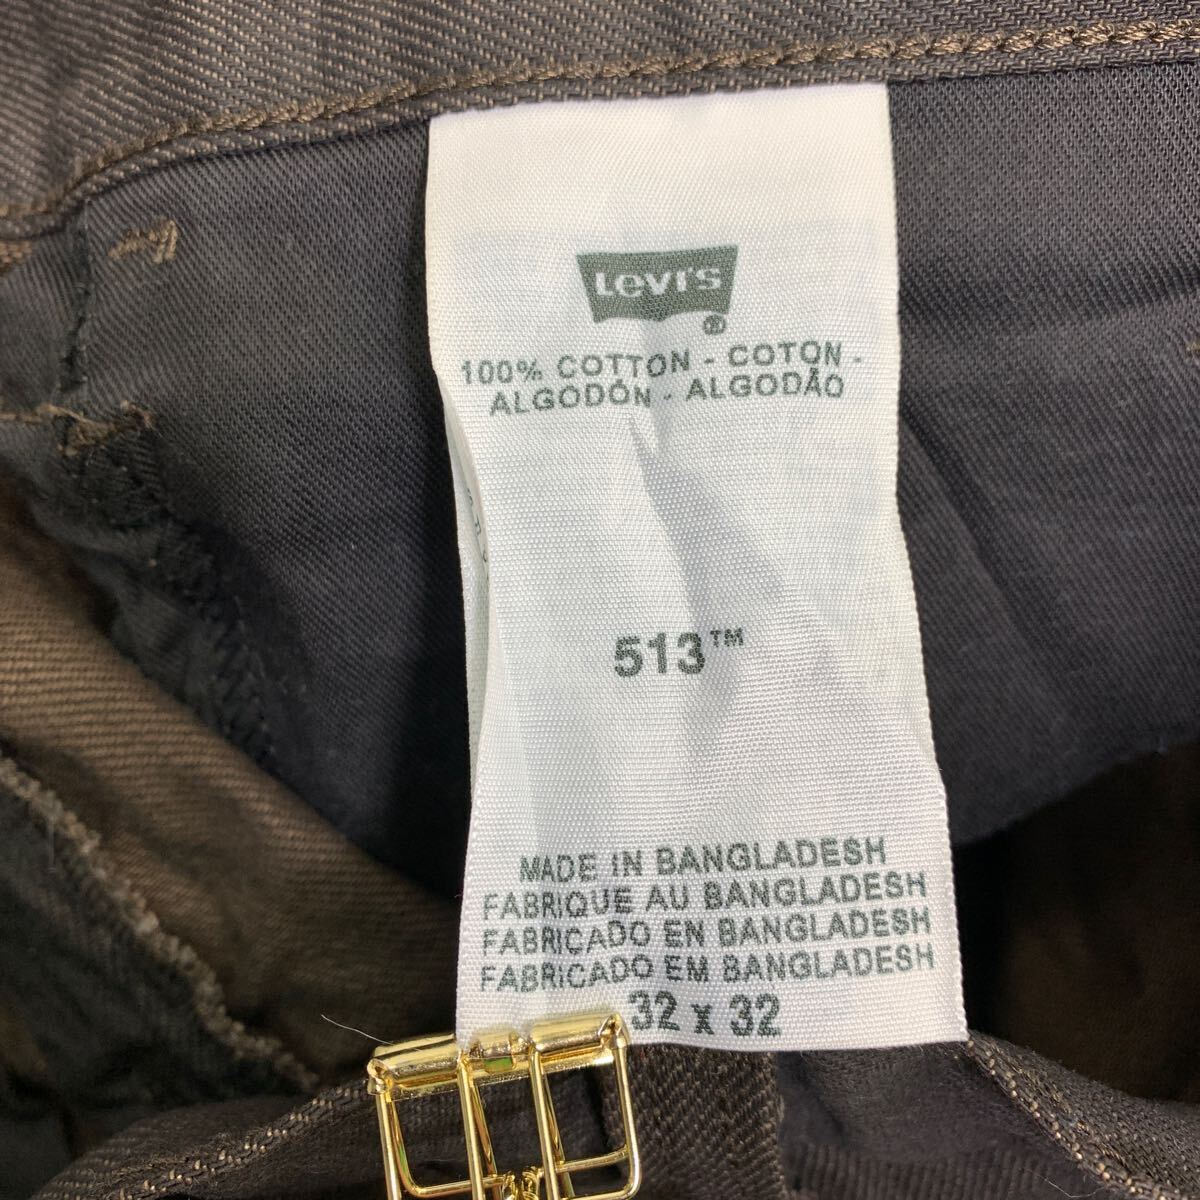 Levi's
®
100% COTTON - COTON -
ALGODÓN - ALGODÃO
513™
MADE IN BANGLADESH
FABRIQUE AU BANGLADESH
FABRICADO EN BANGLADESH
FABRICADO EM BANGLADESH
32 x 32